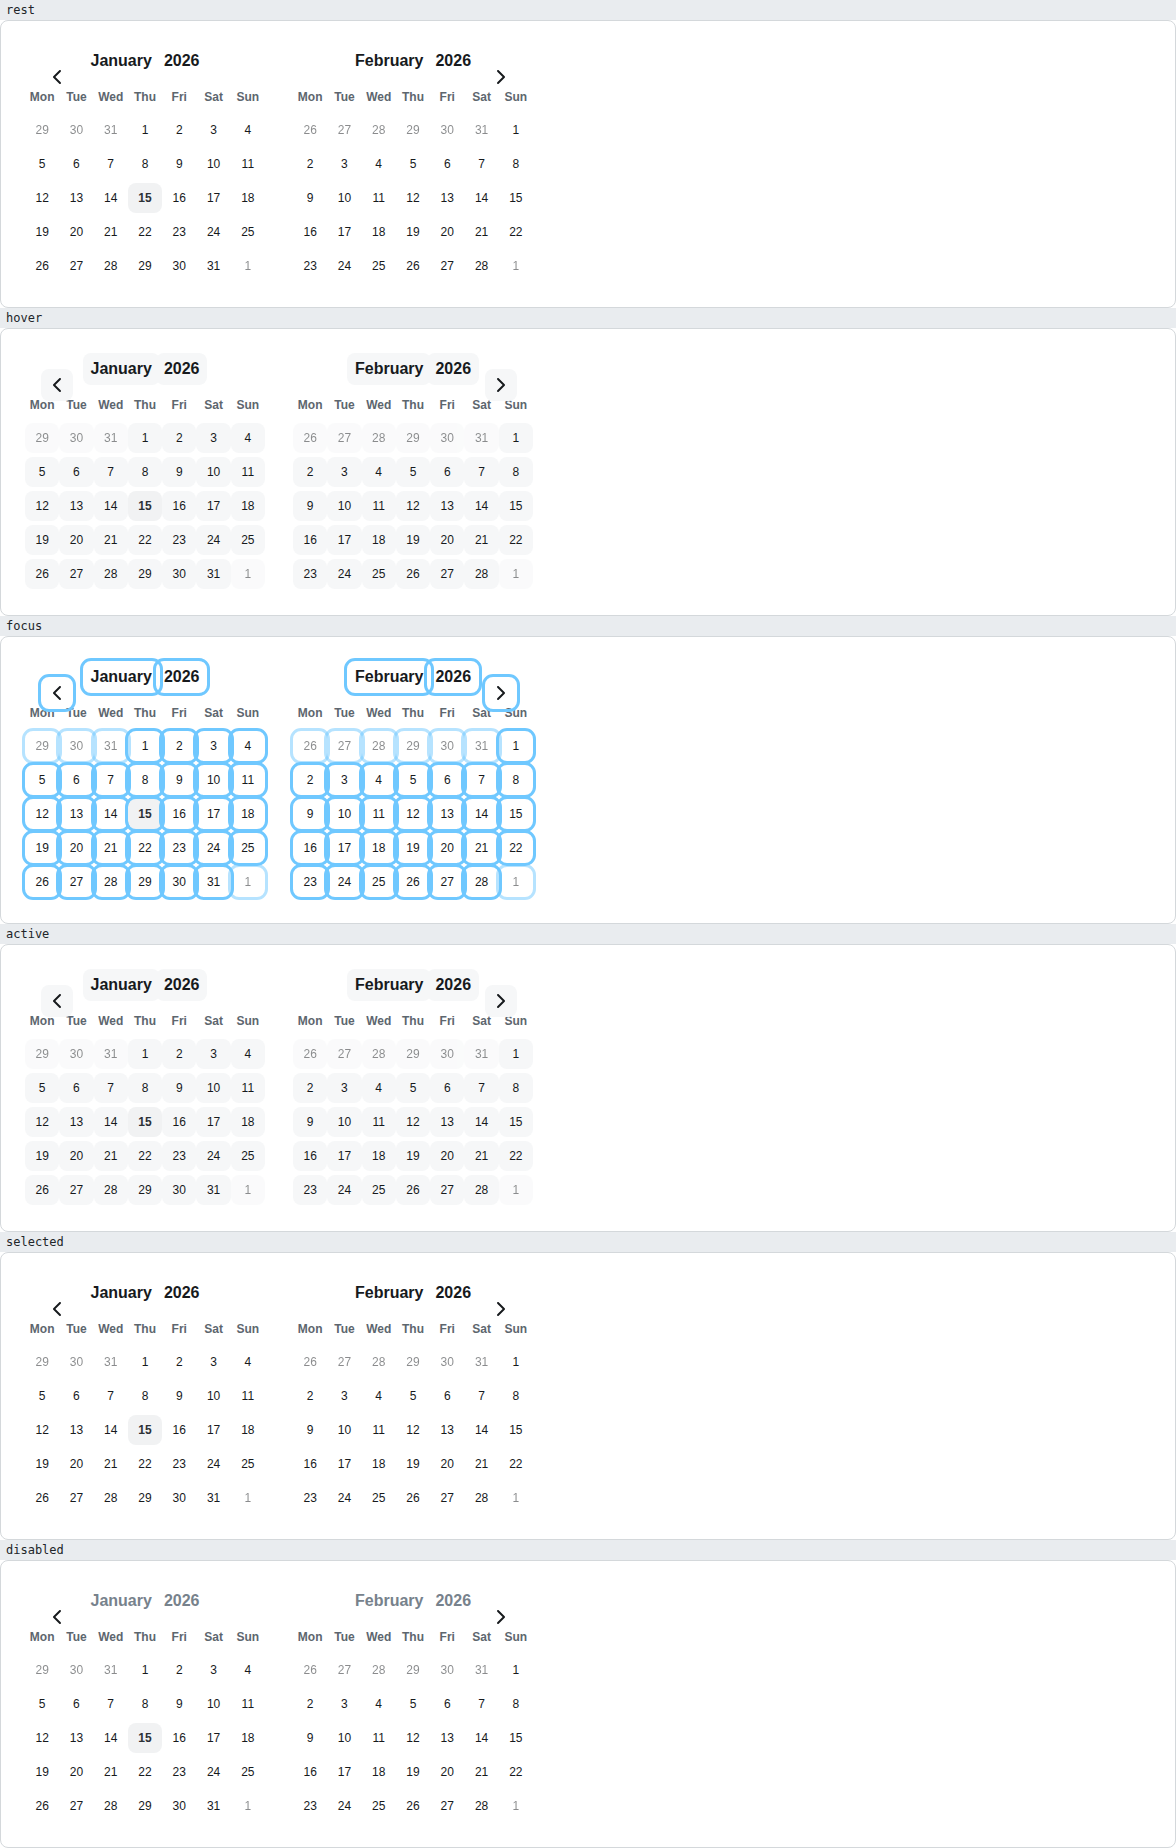 rest
January 2026 February 2026
Mon Tue Wed Thu Fri Sat Sun Mon Tue Wed Thu Fri Sat Sun
29 30 31 1 2 3 4 26 27 28 29 30 31 1
5 6 7 8 9 10 11 2 3 4 5 6 7 8
12 13 14 15 16 17 18 9 10 11 12 13 14 15
19 20 21 22 23 24 25 16 17 18 19 20 21 22
26 27 28 29 30 31 1 23 24 25 26 27 28 1
hover
January 2026 February 2026
Mon Tue Wed Thu Fri Sat Sun Mon Tue Wed Thu Fri Sat Sun
29 30 31 1 2 3 4 26 27 28 29 30 31 1
5 6 7 8 9 10 11 2 3 4 5 6 7 8
12 13 14 15 16 17 18 9 10 11 12 13 14 15
19 20 21 22 23 24 25 16 17 18 19 20 21 22
26 27 28 29 30 31 1 23 24 25 26 27 28 1
focus
January 2026 February 2026
Mon Tue Wed Thu Fri Sat Sun Mon Tue Wed Thu Fri Sat Sun
29 30 31 1 2 3 4 26 27 28 29 30 31 1
5 6 7 8 9 10 11 2 3 4 5 6 7 8
12 13 14 15 16 17 18 9 10 11 12 13 14 15
19 20 21 22 23 24 25 16 17 18 19 20 21 22
26 27 28 29 30 31 1 23 24 25 26 27 28 1
active
January 2026 February 2026
Mon Tue Wed Thu Fri Sat Sun Mon Tue Wed Thu Fri Sat Sun
29 30 31 1 2 3 4 26 27 28 29 30 31 1
5 6 7 8 9 10 11 2 3 4 5 6 7 8
12 13 14 15 16 17 18 9 10 11 12 13 14 15
19 20 21 22 23 24 25 16 17 18 19 20 21 22
26 27 28 29 30 31 1 23 24 25 26 27 28 1
selected
January 2026 February 2026
Mon Tue Wed Thu Fri Sat Sun Mon Tue Wed Thu Fri Sat Sun
29 30 31 1 2 3 4 26 27 28 29 30 31 1
5 6 7 8 9 10 11 2 3 4 5 6 7 8
12 13 14 15 16 17 18 9 10 11 12 13 14 15
19 20 21 22 23 24 25 16 17 18 19 20 21 22
26 27 28 29 30 31 1 23 24 25 26 27 28 1
disabled
January 2026 February 2026
Mon Tue Wed Thu Fri Sat Sun Mon Tue Wed Thu Fri Sat Sun
29 30 31 1 2 3 4 26 27 28 29 30 31 1
5 6 7 8 9 10 11 2 3 4 5 6 7 8
12 13 14 15 16 17 18 9 10 11 12 13 14 15
19 20 21 22 23 24 25 16 17 18 19 20 21 22
26 27 28 29 30 31 1 23 24 25 26 27 28 1